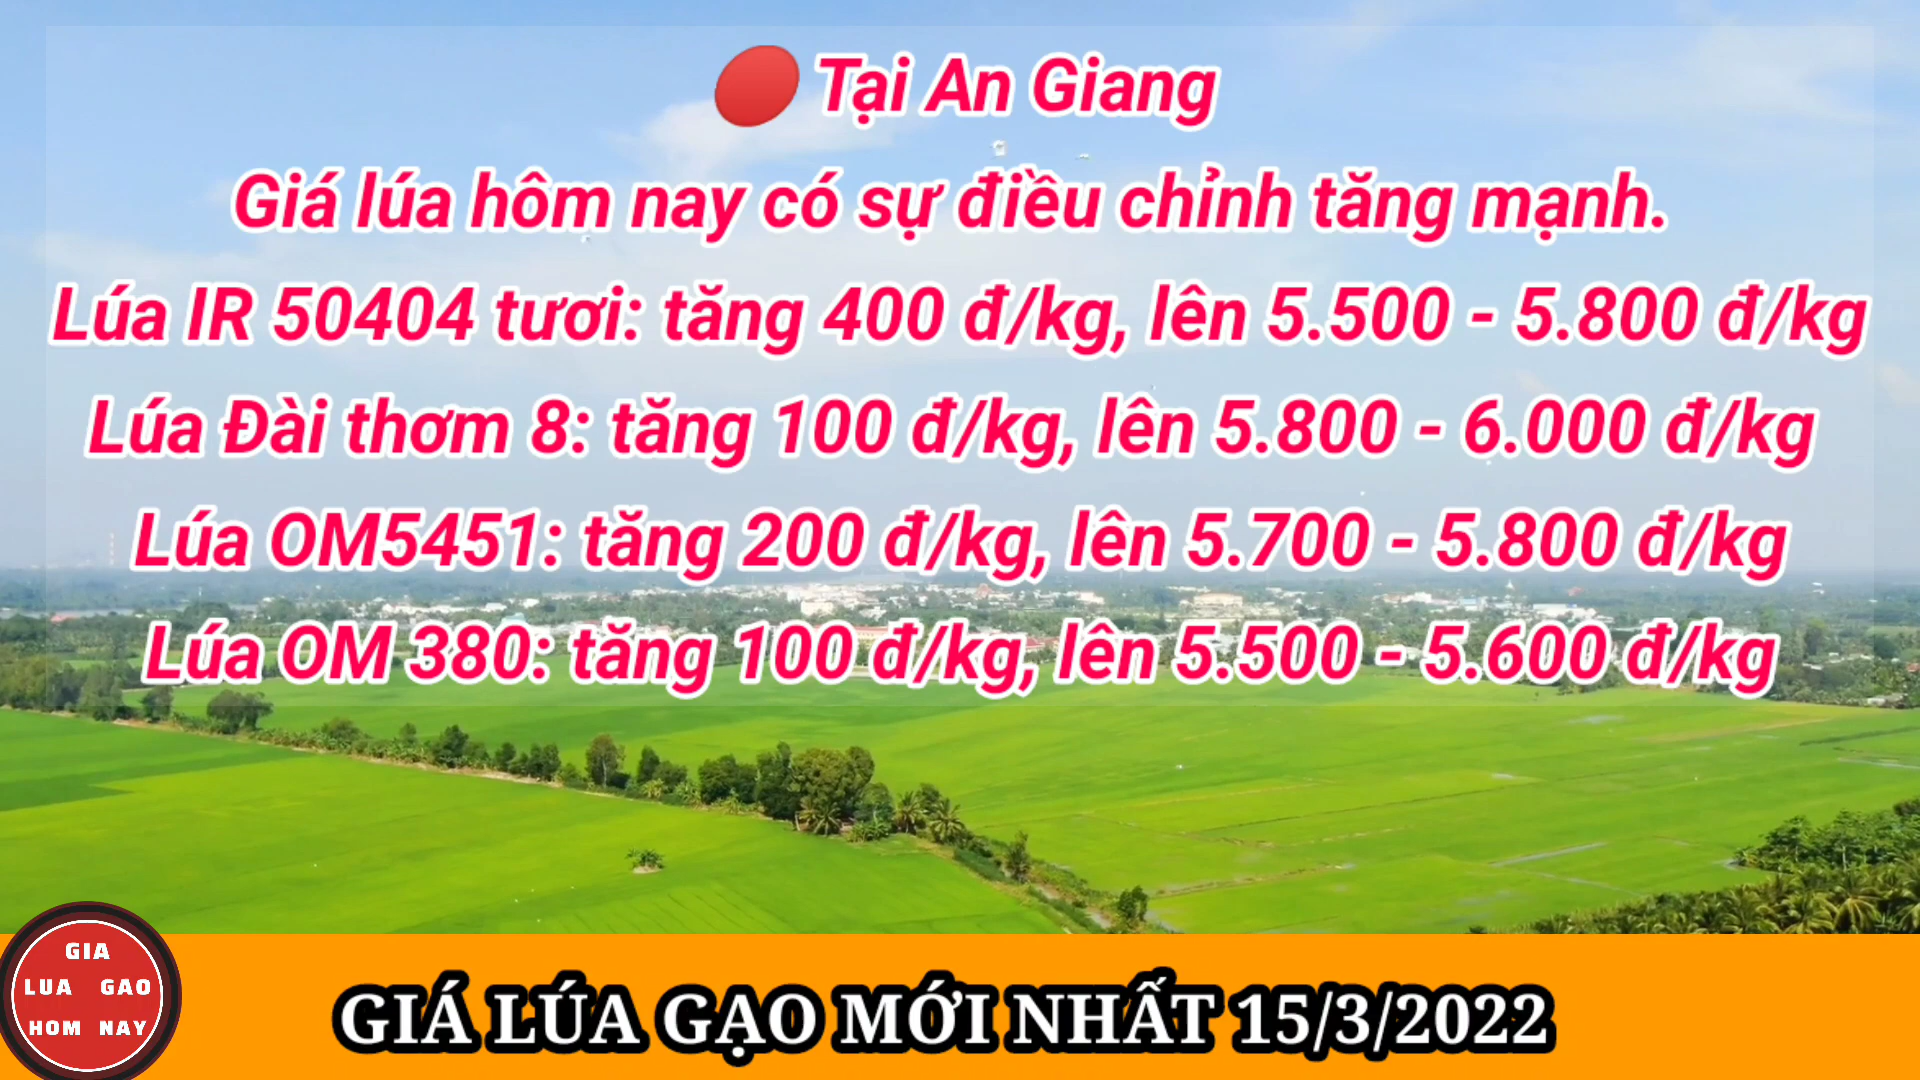 Tại An Giang
Giá lúa hôm nay có sự điều chỉnh tăng mạnh.
Lúa IR 50404 tươi: tăng 400 đ/kg, lên 5.500 - 5.800 đ/kg
Lúa Đài thơm 8: tăng 100 đ/kg, lên 5.800 - 6.000 đ/kg
Lúa OM5451: tăng 200 đ/kg, lên 5.700 - 5.800 đ/kg
Lúa OM 380: tăng 100 đ/kg, lên 5.500 - 5.600 đ/kg
GIA
LUA GAO
HOM NAY
GIÁ LÚA GẠO MỚI NHẤT 15/3/2022